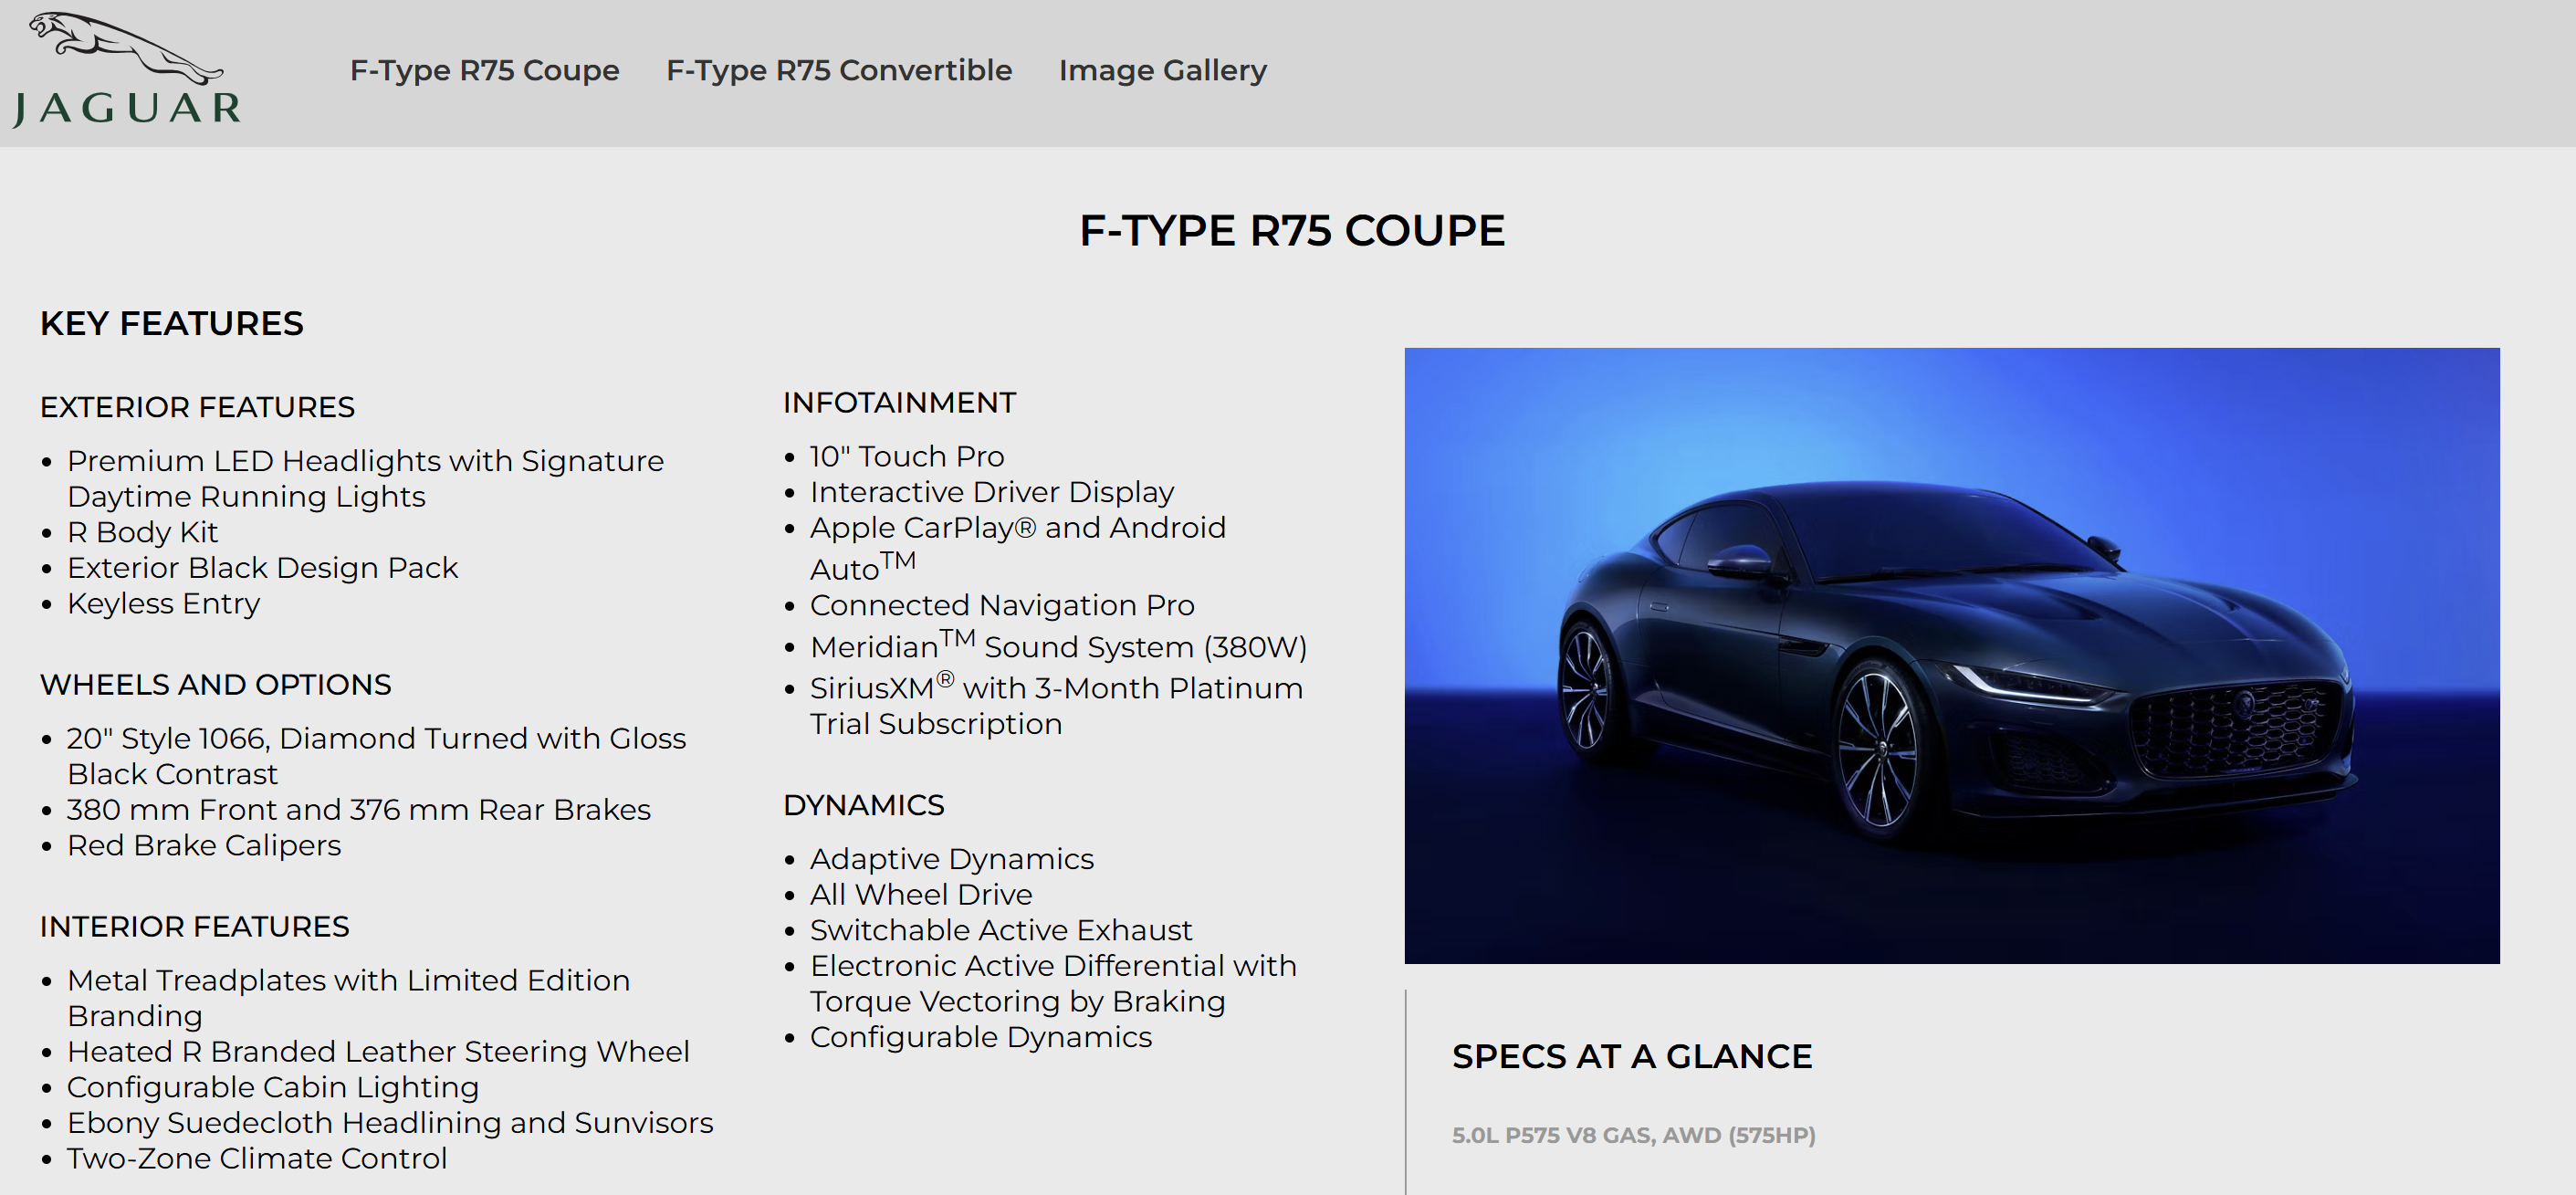 JAGUAR
F-Type R75 Coupe
F-Type R75 Convertible
Image Gallery
F-TYPE R75 COUPE
KEY FEATURES
EXTERIOR FEATURES
Premium LED Headlights with Signature
Daytime Running Lights
R Body Kit
Exterior Black Design Pack
Keyless Entry
WHEELS AND OPTIONS
20" Style 1066, Diamond Turned with Gloss
Black Contrast
380 mm Front and 376 mm Rear Brakes
Red Brake Calipers
INTERIOR FEATURES
Metal Treadplates with Limited Edition
Branding
Heated R Branded Leather Steering Wheel
Configurable Cabin Lighting
Ebony Suedecloth Headlining and Sunvisors
Two-Zone Climate Control
INFOTAINMENT
10" Touch Pro
Interactive Driver Display
Apple CarPlay® and Android
Auto™
Connected Navigation Pro
Meridian™ Sound System (380W)
SiriusXM® with 3-Month Platinum
Trial Subscription
DYNAMICS
Adaptive Dynamics
All Wheel Drive
Switchable Active Exhaust
Electronic Active Differential with
Torque Vectoring by Braking
Configurable Dynamics
SPECS AT A GLANCE
5.0L P575 V8 GAS, AWD (575HP)